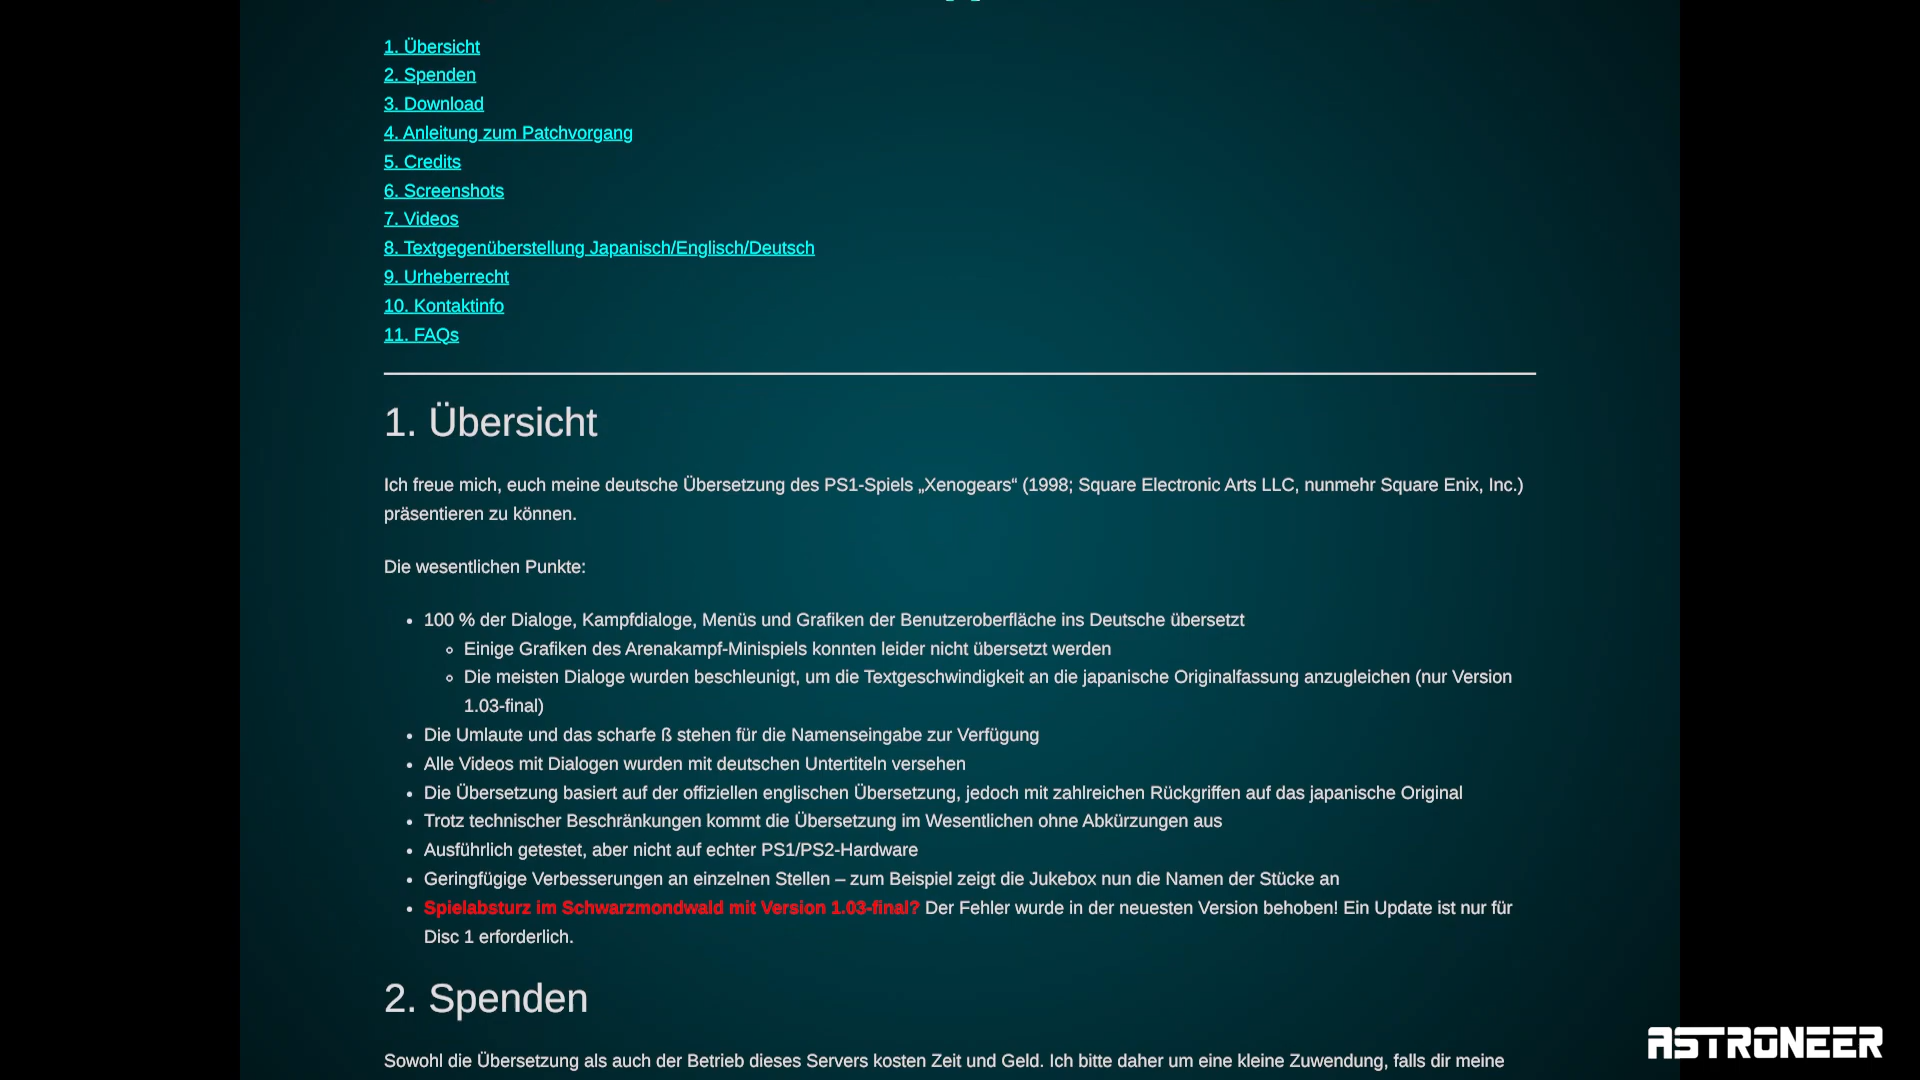 1. Übersicht
2. Spenden
3. Download
4. Anleitung zum Patchvorgang
5. Credits
6. Screenshots
7. Videos
8. Textgegenüberstellung Japanisch/Englisch/Deutsch
9. Urheberrecht
10. Kontaktinfo
11. FAQs
1. Übersicht
Ich freue mich, euch meine deutsche Übersetzung des PS1-Spiels „Xenogears“ (1998; Square Electronic Arts LLC, nunmehr Square Enix, Inc.)
präsentieren zu können.
Die wesentlichen Punkte:
100 % der Dialoge, Kampfdialoge, Menüs und Grafiken der Benutzeroberfläche ins Deutsche übersetzt
Einige Grafiken des Arenakampf-Minispiels konnten leider nicht übersetzt werden
Die meisten Dialoge wurden beschleunigt, um die Textgeschwindigkeit an die japanische Originalfassung anzugleichen (nur Version
1.03-final)
Die Umlaute und das scharfe ß stehen für die Namenseingabe zur Verfügung
Alle Videos mit Dialogen wurden mit deutschen Untertiteln versehen
Die Übersetzung basiert auf der offiziellen englischen Übersetzung, jedoch mit zahlreichen Rückgriffen auf das japanische Original
Trotz technischer Beschränkungen kommt die Übersetzung im Wesentlichen ohne Abkürzungen aus
Ausführlich getestet, aber nicht auf echter PS1/PS2-Hardware
Geringfügige Verbesserungen an einzelnen Stellen – zum Beispiel zeigt die Jukebox nun die Namen der Stücke an
Spielabsturz im Schwarzmondwald mit Version 1.03-final? Der Fehler wurde in der neuesten Version behoben! Ein Update ist nur für
Disc 1 erforderlich.
2. Spenden
Sowohl die Übersetzung als auch der Betrieb dieses Servers kosten Zeit und Geld. Ich bitte daher um eine kleine Zuwendung, falls dir meine
ASTRONEER